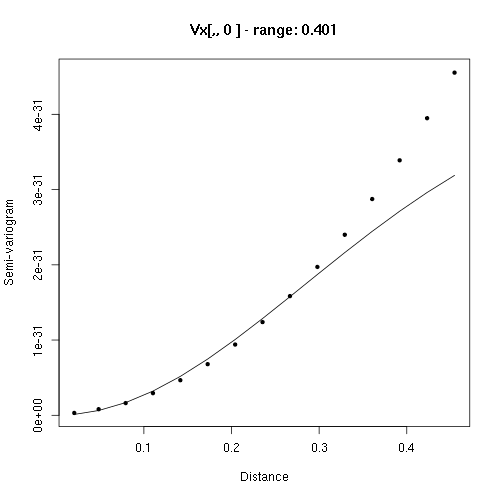 Vx[,, 0 ] - range: 0.401
Semi-variogram
4e-31
3e-31
2e-31
1e-31
0e+00
0.1 0.2 0.3 0.4
Distance